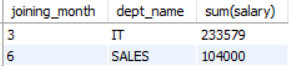 joining_month dept_name sum(salary)
3 IT 233579
6 SALES 104000